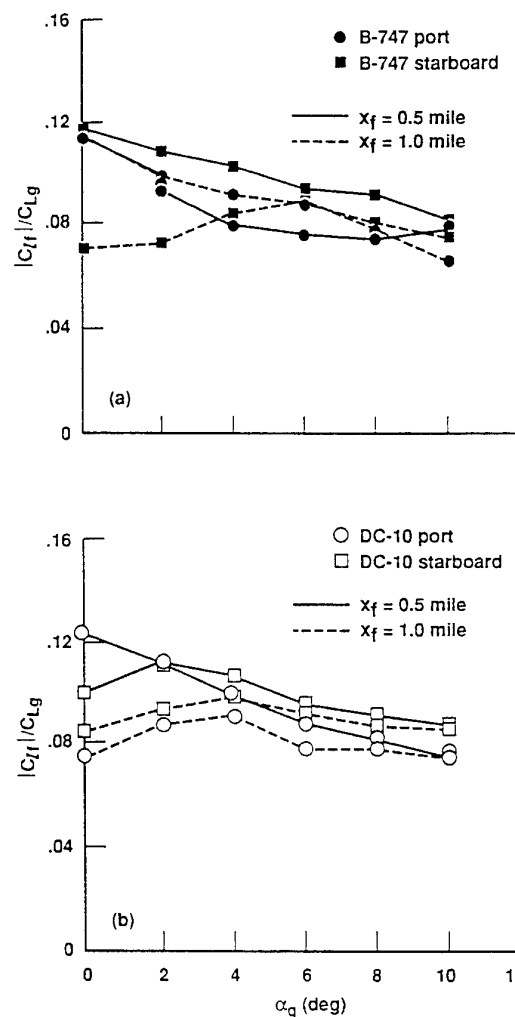 .16
B-747 port
B-747 starboard
.12
x_f = 0.5 mile
x_f = 1.0 mile
|C_lf|/C_Lg
.08
.04
(a)
0
.16
DC-10 port
DC-10 starboard
x_f = 0.5 mile
x_f = 1.0 mile
.12
|C_lf|/C_Lg
.08
.04
(b)
0
0 2 4 6 8 10 1
α_g (deg)